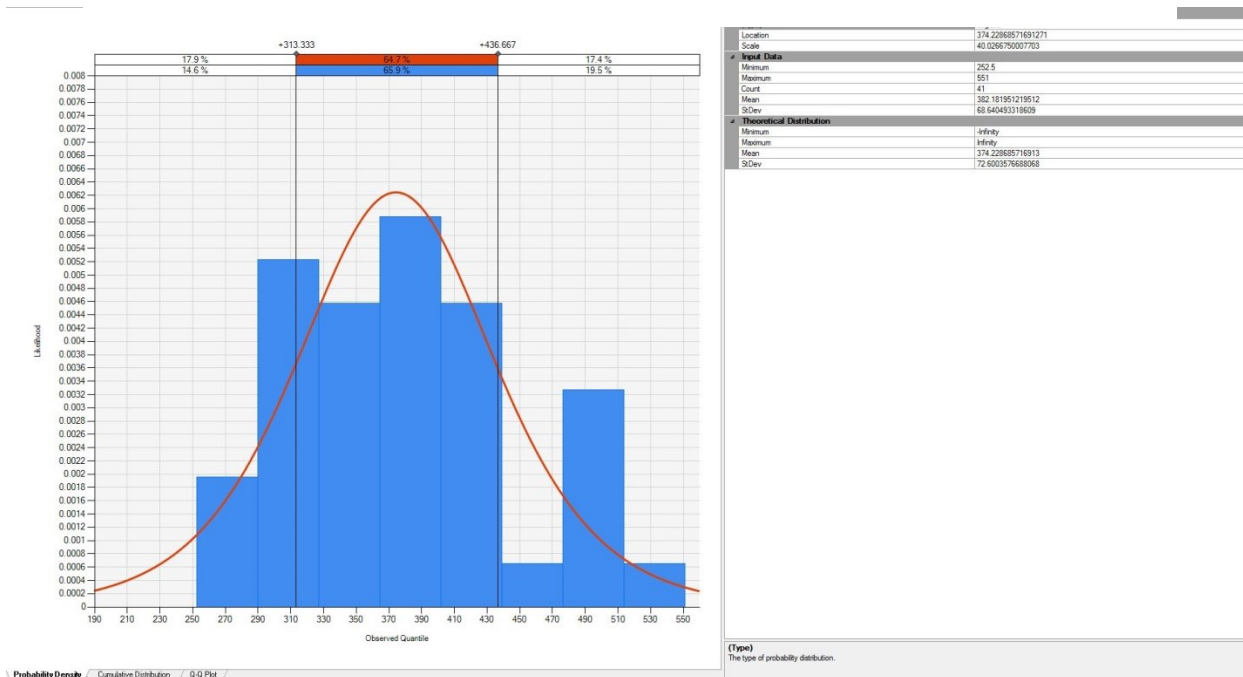 +313.333 +436.667
17.9 % 64.7 % 17.4 %
14.6 % 65.9 % 19.5 %
0.008
0.0078
0.0076
0.0074
0.0072
0.007
0.0068
0.0066
0.0064
0.0062
0.006
0.0058
0.0056
0.0054
0.0052
0.005
0.0048
0.0046
0.0044
0.0042
0.004
0.0038
0.0036
0.0034
0.0032
0.003
0.0028
0.0026
0.0024
0.0022
0.002
0.0018
0.0016
0.0014
0.0012
0.001
0.0008
0.0006
0.0004
0.0002
0
Likelihood
190 210 230 250 270 290 310 330 350 370 390 410 430 450 470 490 510 530 550
Observed Quantile
Probability Density Cumulative Distribution Q-Q Plot
Location 374.22868571691271
Scale 40.0266750007703
Input Data
Minimum 252.5
Maximum 551
Count 41
Mean 382.181951219512
StDev 68.640493318609
Theoretical Distribution
Minimum -Infinity
Maximum Infinity
Mean 374.228685716913
StDev 72.6003576688068
(Type)
The type of probability distribution.